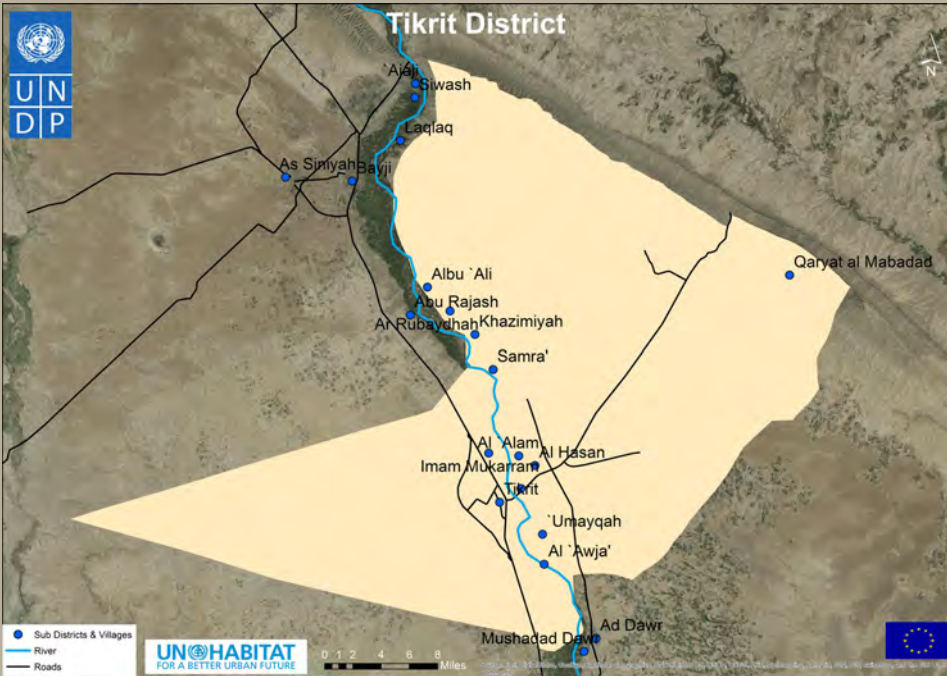 Tikrit District
U N
D P
N
`Ajaji
Siwash
Laqlaq
As Siniyah
Bayji
Qaryat al Mabadad
Albu `Ali
Abu Rajash
Ar Rubaydhah
Khazimiyah
Samra'
Al `Alam
Al Hasan
Imam Mukarram
Tikrit
`Umayqah
Al `Awja'
Ad Dawr
Mushadad Dawr
Sub Districts & Villages
River
Roads
UN HABITAT
FOR A BETTER URBAN FUTURE
0 1 2 4 6 8
Miles